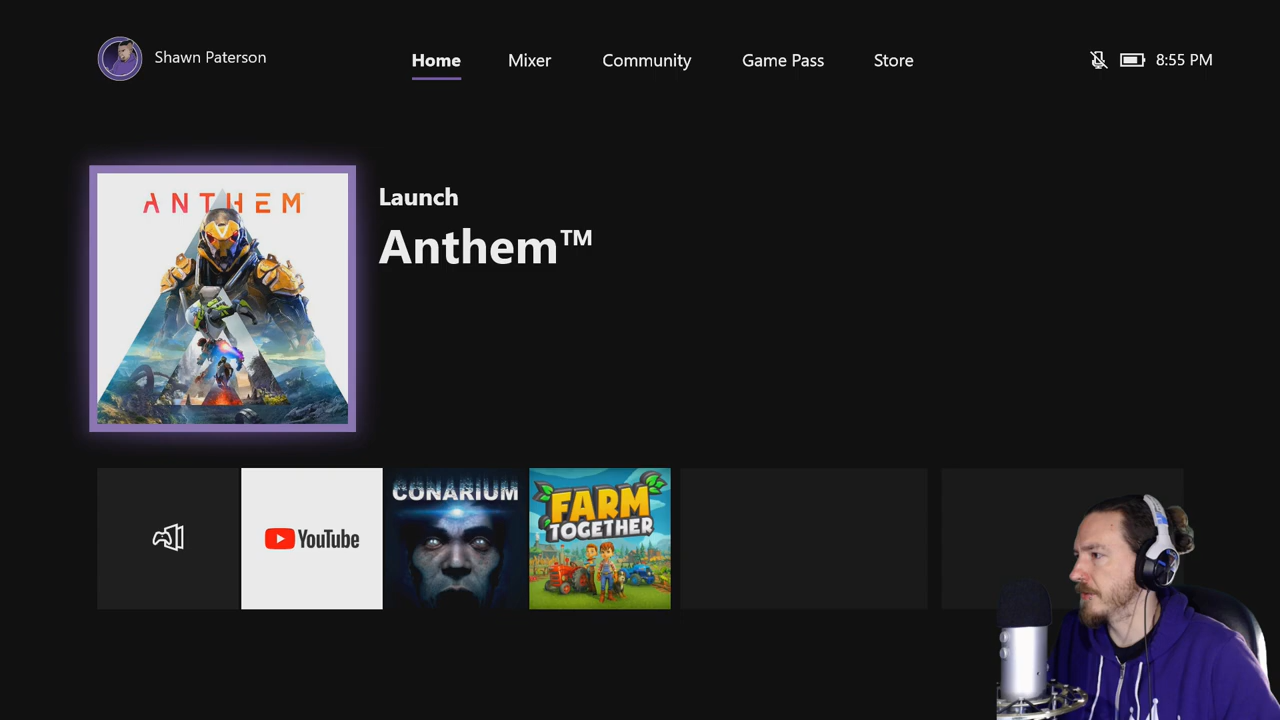 Shawn Paterson
Home
Mixer
Community
Game Pass
Store
8:55 PM
ANTHEM
Launch
Anthem™
YouTube
CONARIUM
FARM
TOGETHER